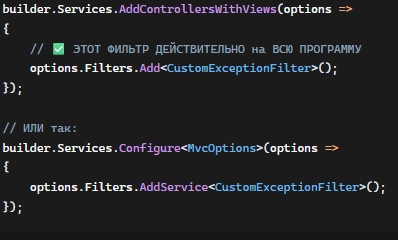 builder.Services.AddControllersWithViews(options =>
{
    // ✅ ЭТОТ ФИЛЬТР ДЕЙСТВИТЕЛЬНО на ВСЮ ПРОГРАММУ
    options.Filters.Add<CustomExceptionFilter>();
});

// ИЛИ так:
builder.Services.Configure<MvcOptions>(options =>
{
    options.Filters.AddService<CustomExceptionFilter>();
});